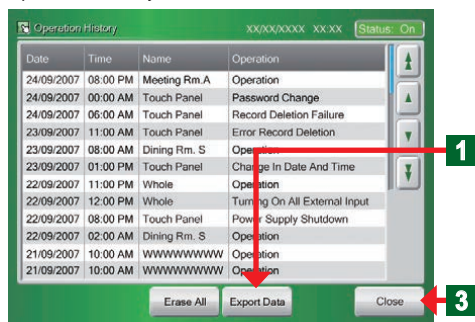 Operation History XX/XX/XXXX XX:XX Status: On
Date Time Name Operation
24/09/2007 08:00 PM Meeting Rm.A Operation
24/09/2007 00:00 AM Touch Panel Password Change
24/09/2007 06:00 AM Touch Panel Record Deletion Failure
23/09/2007 11:00 AM Touch Panel Error Record Deletion
23/09/2007 08:00 AM Dining Rm. S Operation
23/09/2007 01:00 PM Touch Panel Change In Date And Time
22/09/2007 11:00 PM Whole Operation
22/09/2007 12:00 PM Whole Turning On All External Input
22/09/2007 08:00 PM Touch Panel Power Supply Shutdown
22/09/2007 02:00 AM Dining Rm. S Operation
21/09/2007 10:00 AM WWWWWWWW Operation
21/09/2007 10:00 AM WWWWWWWW Operation
Erase All Export Data Close
1
3